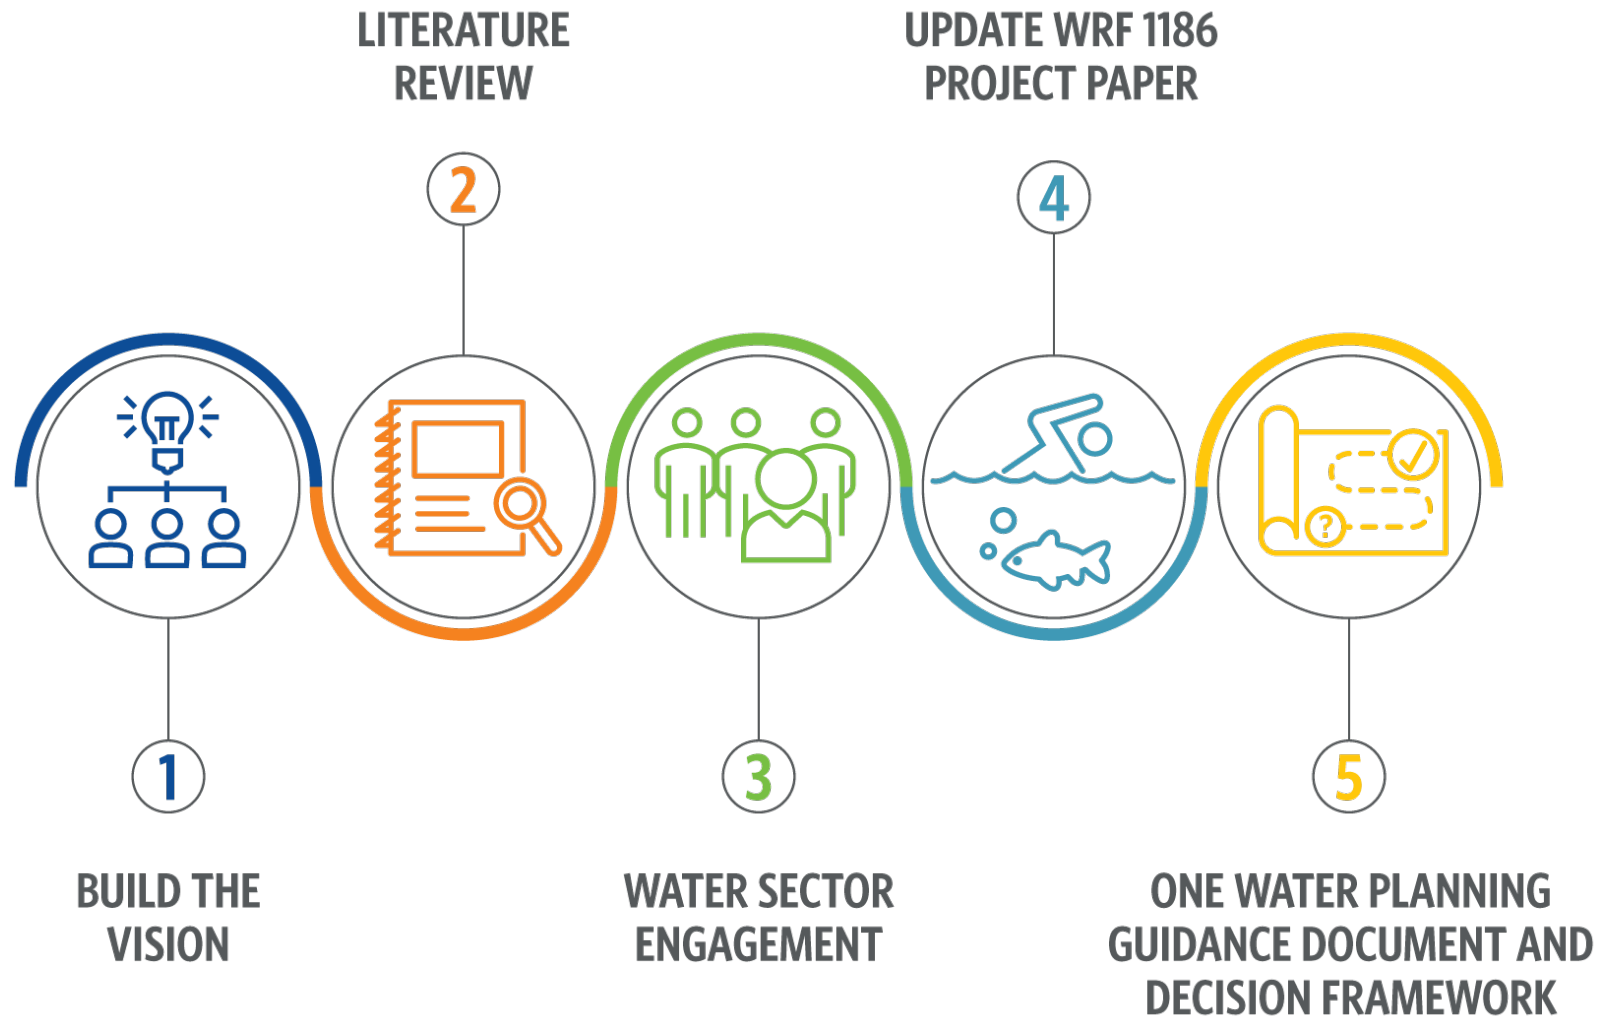 1
BUILD THE
VISION
LITERATURE
REVIEW
2
3
WATER SECTOR
ENGAGEMENT
UPDATE WRF 1186
PROJECT PAPER
4
?
5
ONE WATER PLANNING
GUIDANCE DOCUMENT AND
DECISION FRAMEWORK